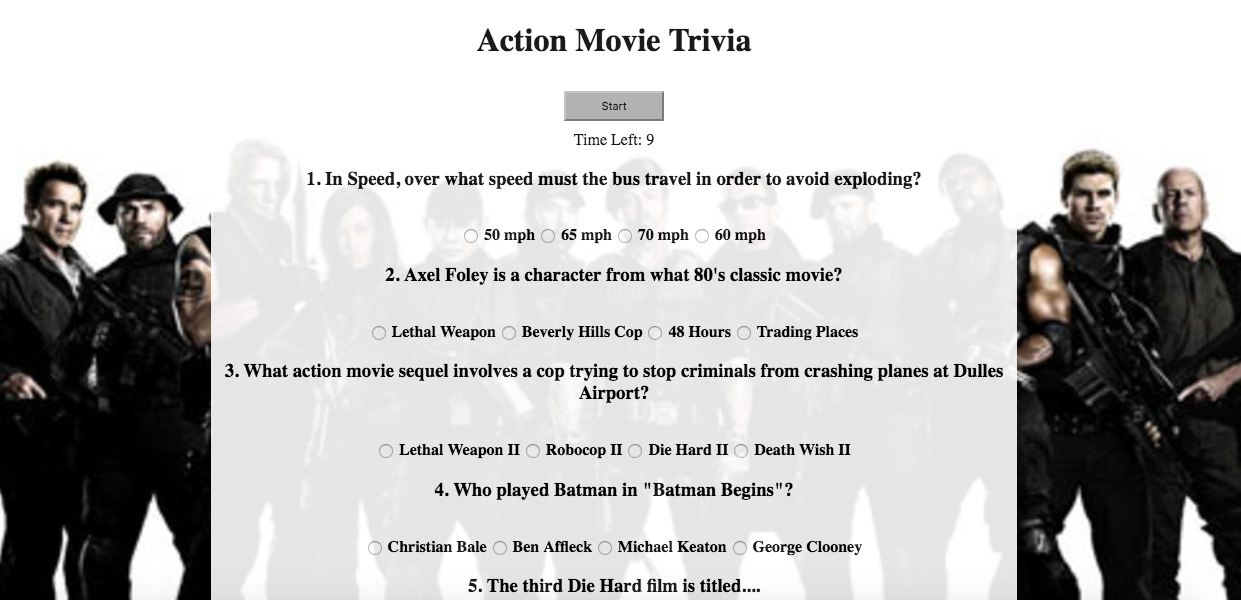 Action Movie Trivia
Start
Time Left: 9
1. In Speed, over what speed must the bus travel in order to avoid exploding?
50 mph 65 mph 70 mph 60 mph
2. Axel Foley is a character from what 80's classic movie?
Lethal Weapon Beverly Hills Cop 48 Hours Trading Places
3. What action movie sequel involves a cop trying to stop criminals from crashing planes at Dulles
Airport?
Lethal Weapon II Robocop II Die Hard II Death Wish II
4. Who played Batman in "Batman Begins"?
Christian Bale Ben Affleck Michael Keaton George Clooney
5. The third Die Hard film is titled....